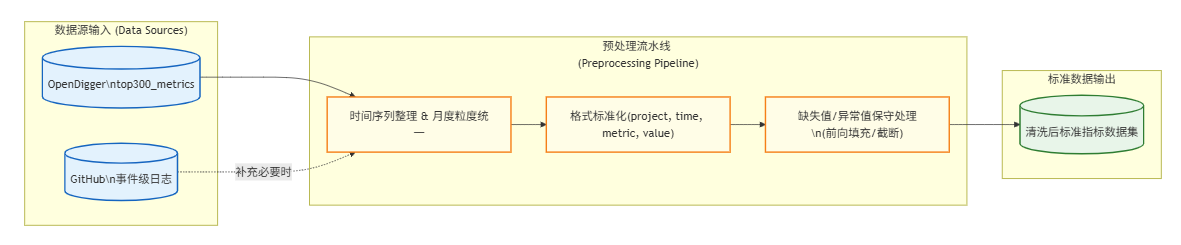 数据源输入 (Data Sources)
OpenDigger\ntop300_metrics
GitHub\n事件级日志
补充必要时
预处理流水线
(Preprocessing Pipeline)
时间序列整理 & 月度粒度统
一
格式标准化(project, time,
metric, value)
缺失值/异常值保守处理
\n(前向填充/截断)
标准数据输出
清洗后标准指标数据集